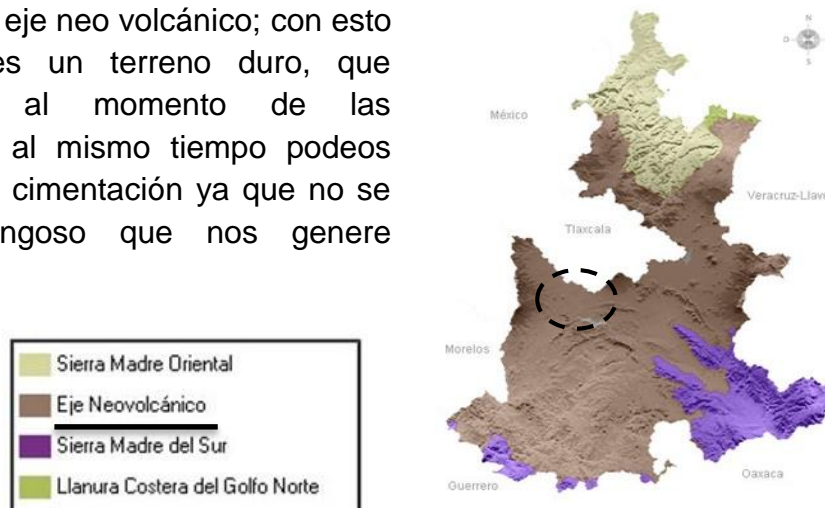 eje neo volcánico; con esto
es un terreno duro, que
al momento de las
al mismo tiempo podeos
cimentación ya que no se
ngoso que nos genere
N
O
S
México
Veracruz-Llave
Tlaxcala
Morelos
Guerrero
Oaxaca
Sierra Madre Oriental
Eje Neovolcánico
Sierra Madre del Sur
Llanura Costera del Golfo Norte